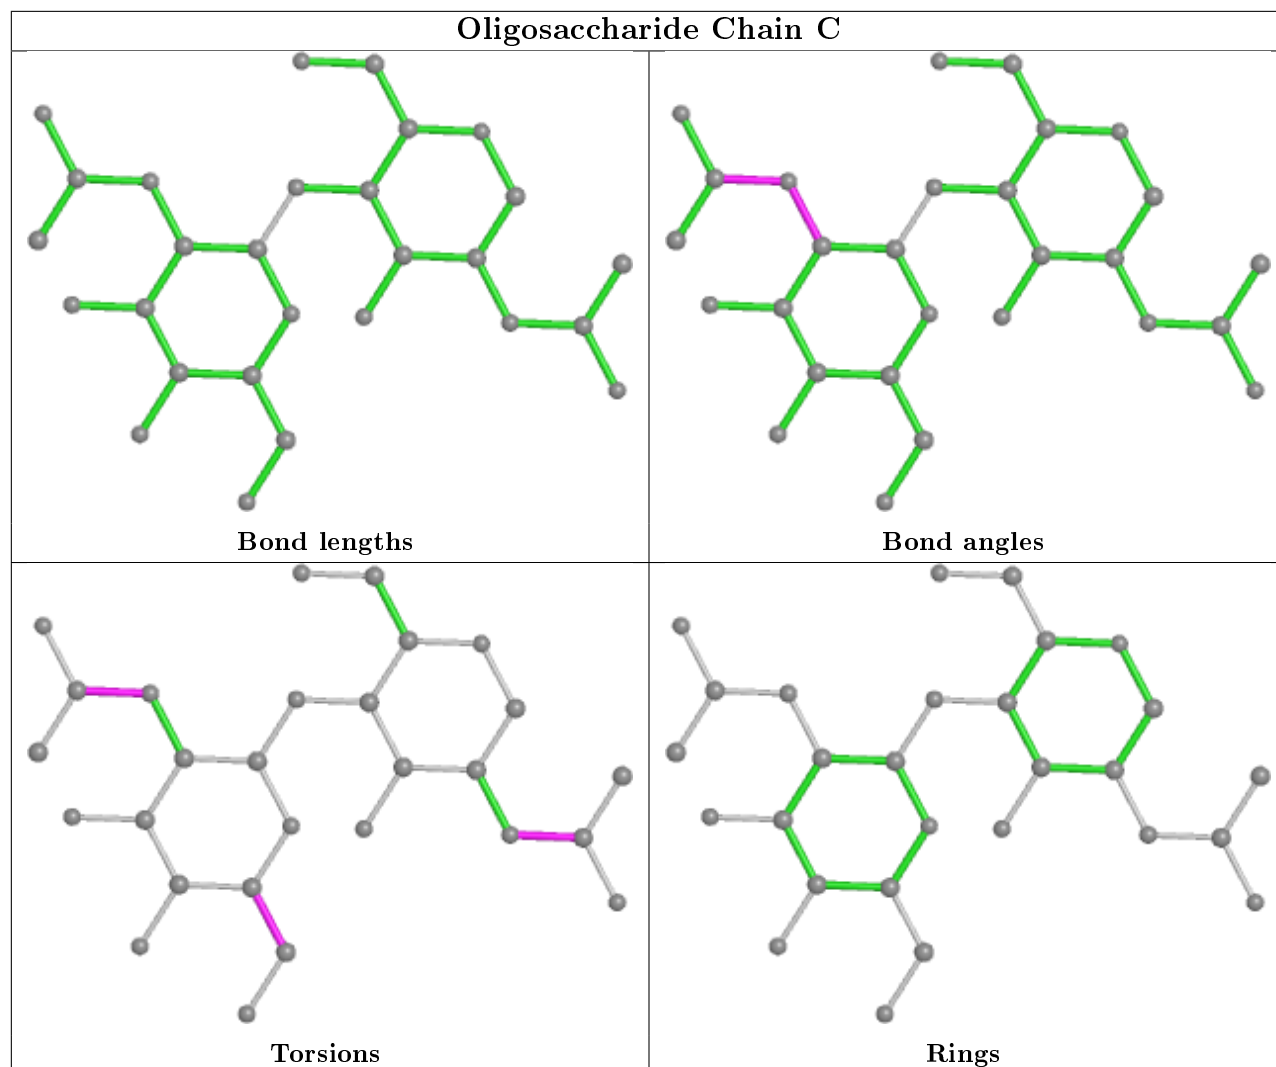 Oligosaccharide Chain C
Bond lengths
Bond angles
Torsions
Rings